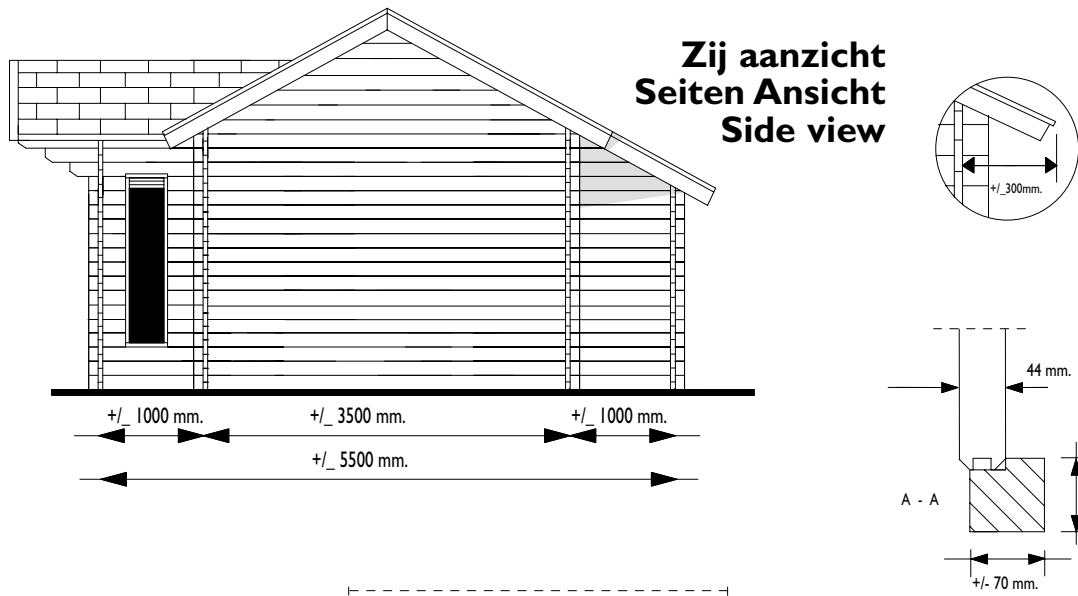 Zij aanzicht
Seiten Ansicht
Side view
+/_300mm.
44 mm.
+/_ 1000 mm.
+/_ 3500 mm.
+/_ 1000 mm.
+/_ 5500 mm.
A - A
+/- 70 mm.